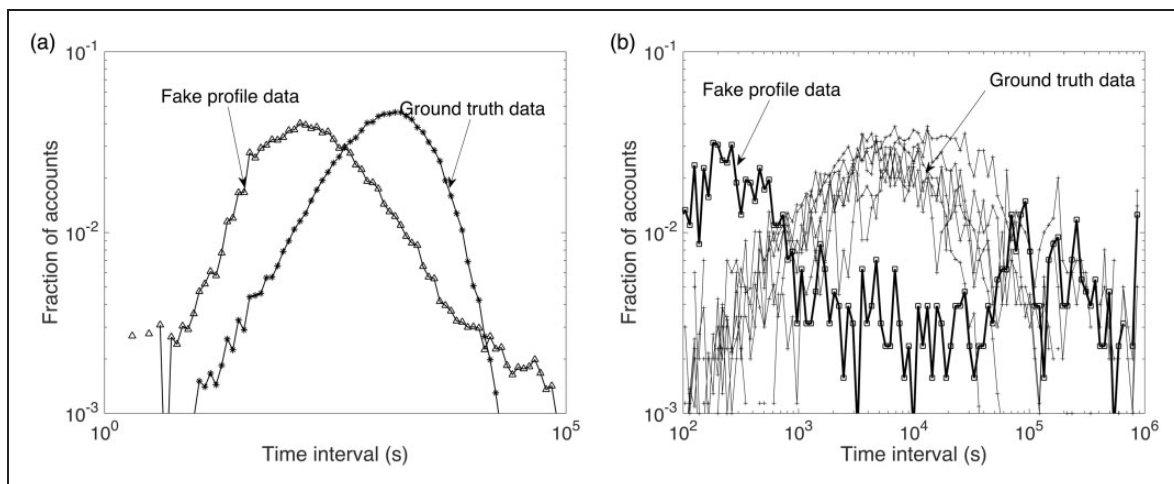 (a)
10^-1
Fake profile data
Ground truth data
10^-2
Fraction of accounts
10^-3
10^0
10^5
Time interval (s)
(b)
10^-1
Ground truth data
Fake profile data
10^-2
Fraction of accounts
10^-3
10^2
10^3
10^4
10^5
10^6
Time interval (s)